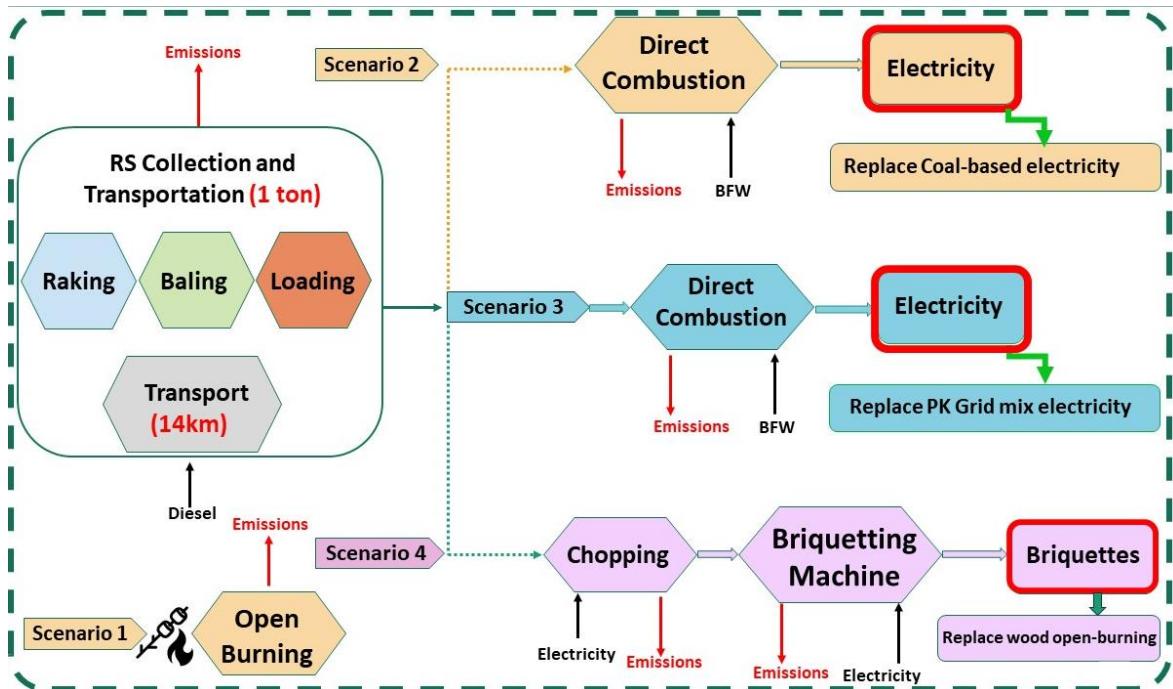 Emissions
RS Collection and
Transportation (1 ton)
Raking
Baling
Loading
Transport
(14km)
Diesel
Scenario 2
Direct
Combustion
Electricity
Emissions
BFW
Replace Coal-based electricity
Scenario 3
Direct
Combustion
Electricity
Emissions
BFW
Replace PK Grid mix electricity
Scenario 4
Chopping
Briquetting
Machine
Briquettes
Electricity
Emissions
Emissions
Electricity
Replace wood open-burning
Emissions
Scenario 1
Open
Burning